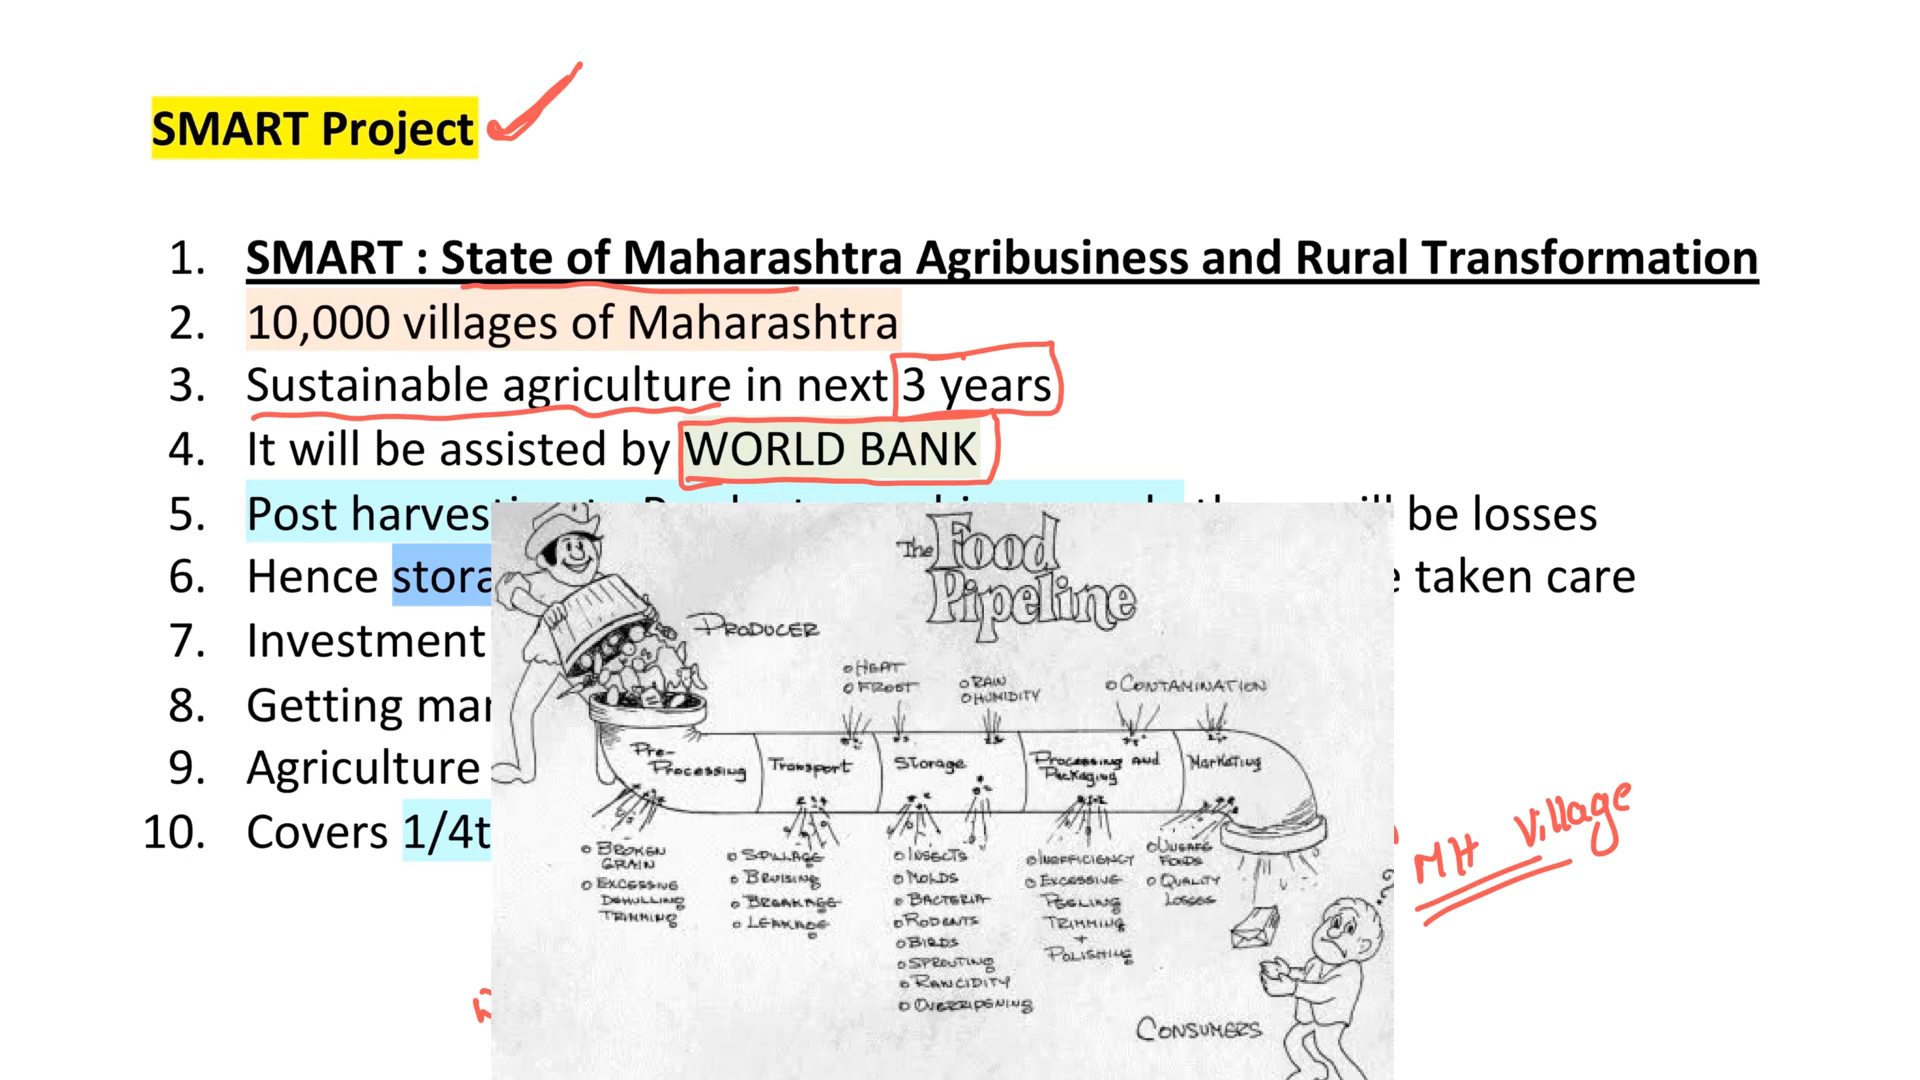 SMART Project
1. SMART : State of Maharashtra Agribusiness and Rural Transformation
2. 10,000 villages of Maharashtra
3. Sustainable agriculture in next 3 years
4. It will be assisted by WORLD BANK
5. Post harves be losses
6. Hence stora taken care
7. Investment
8. Getting mar
9. Agriculture
10. Covers 1/4t
MH Village
The Food Pipeline
PRODUCER
HEAT
FROST
RAIN
HUMIDITY
CONTAMINATION
Pre-Processing
Transport
Storage
Processing and Packaging
Marketing
BROKEN GRAIN
EXCESSIVE DEHULLING TRIMMING
SPILLAGE
BRUISING
BREAKAGE
LEAKAGE
INSECTS
MOLDS
BACTERIA
RODENTS
BIRDS
SPROUTING
RANCIDITY
OVERRIPENING
INEFFICIENCY
EXCESSIVE PEELING TRIMMING + POLISHING
UNSAFE FOODS
QUALITY LOSSES
?
CONSUMERS